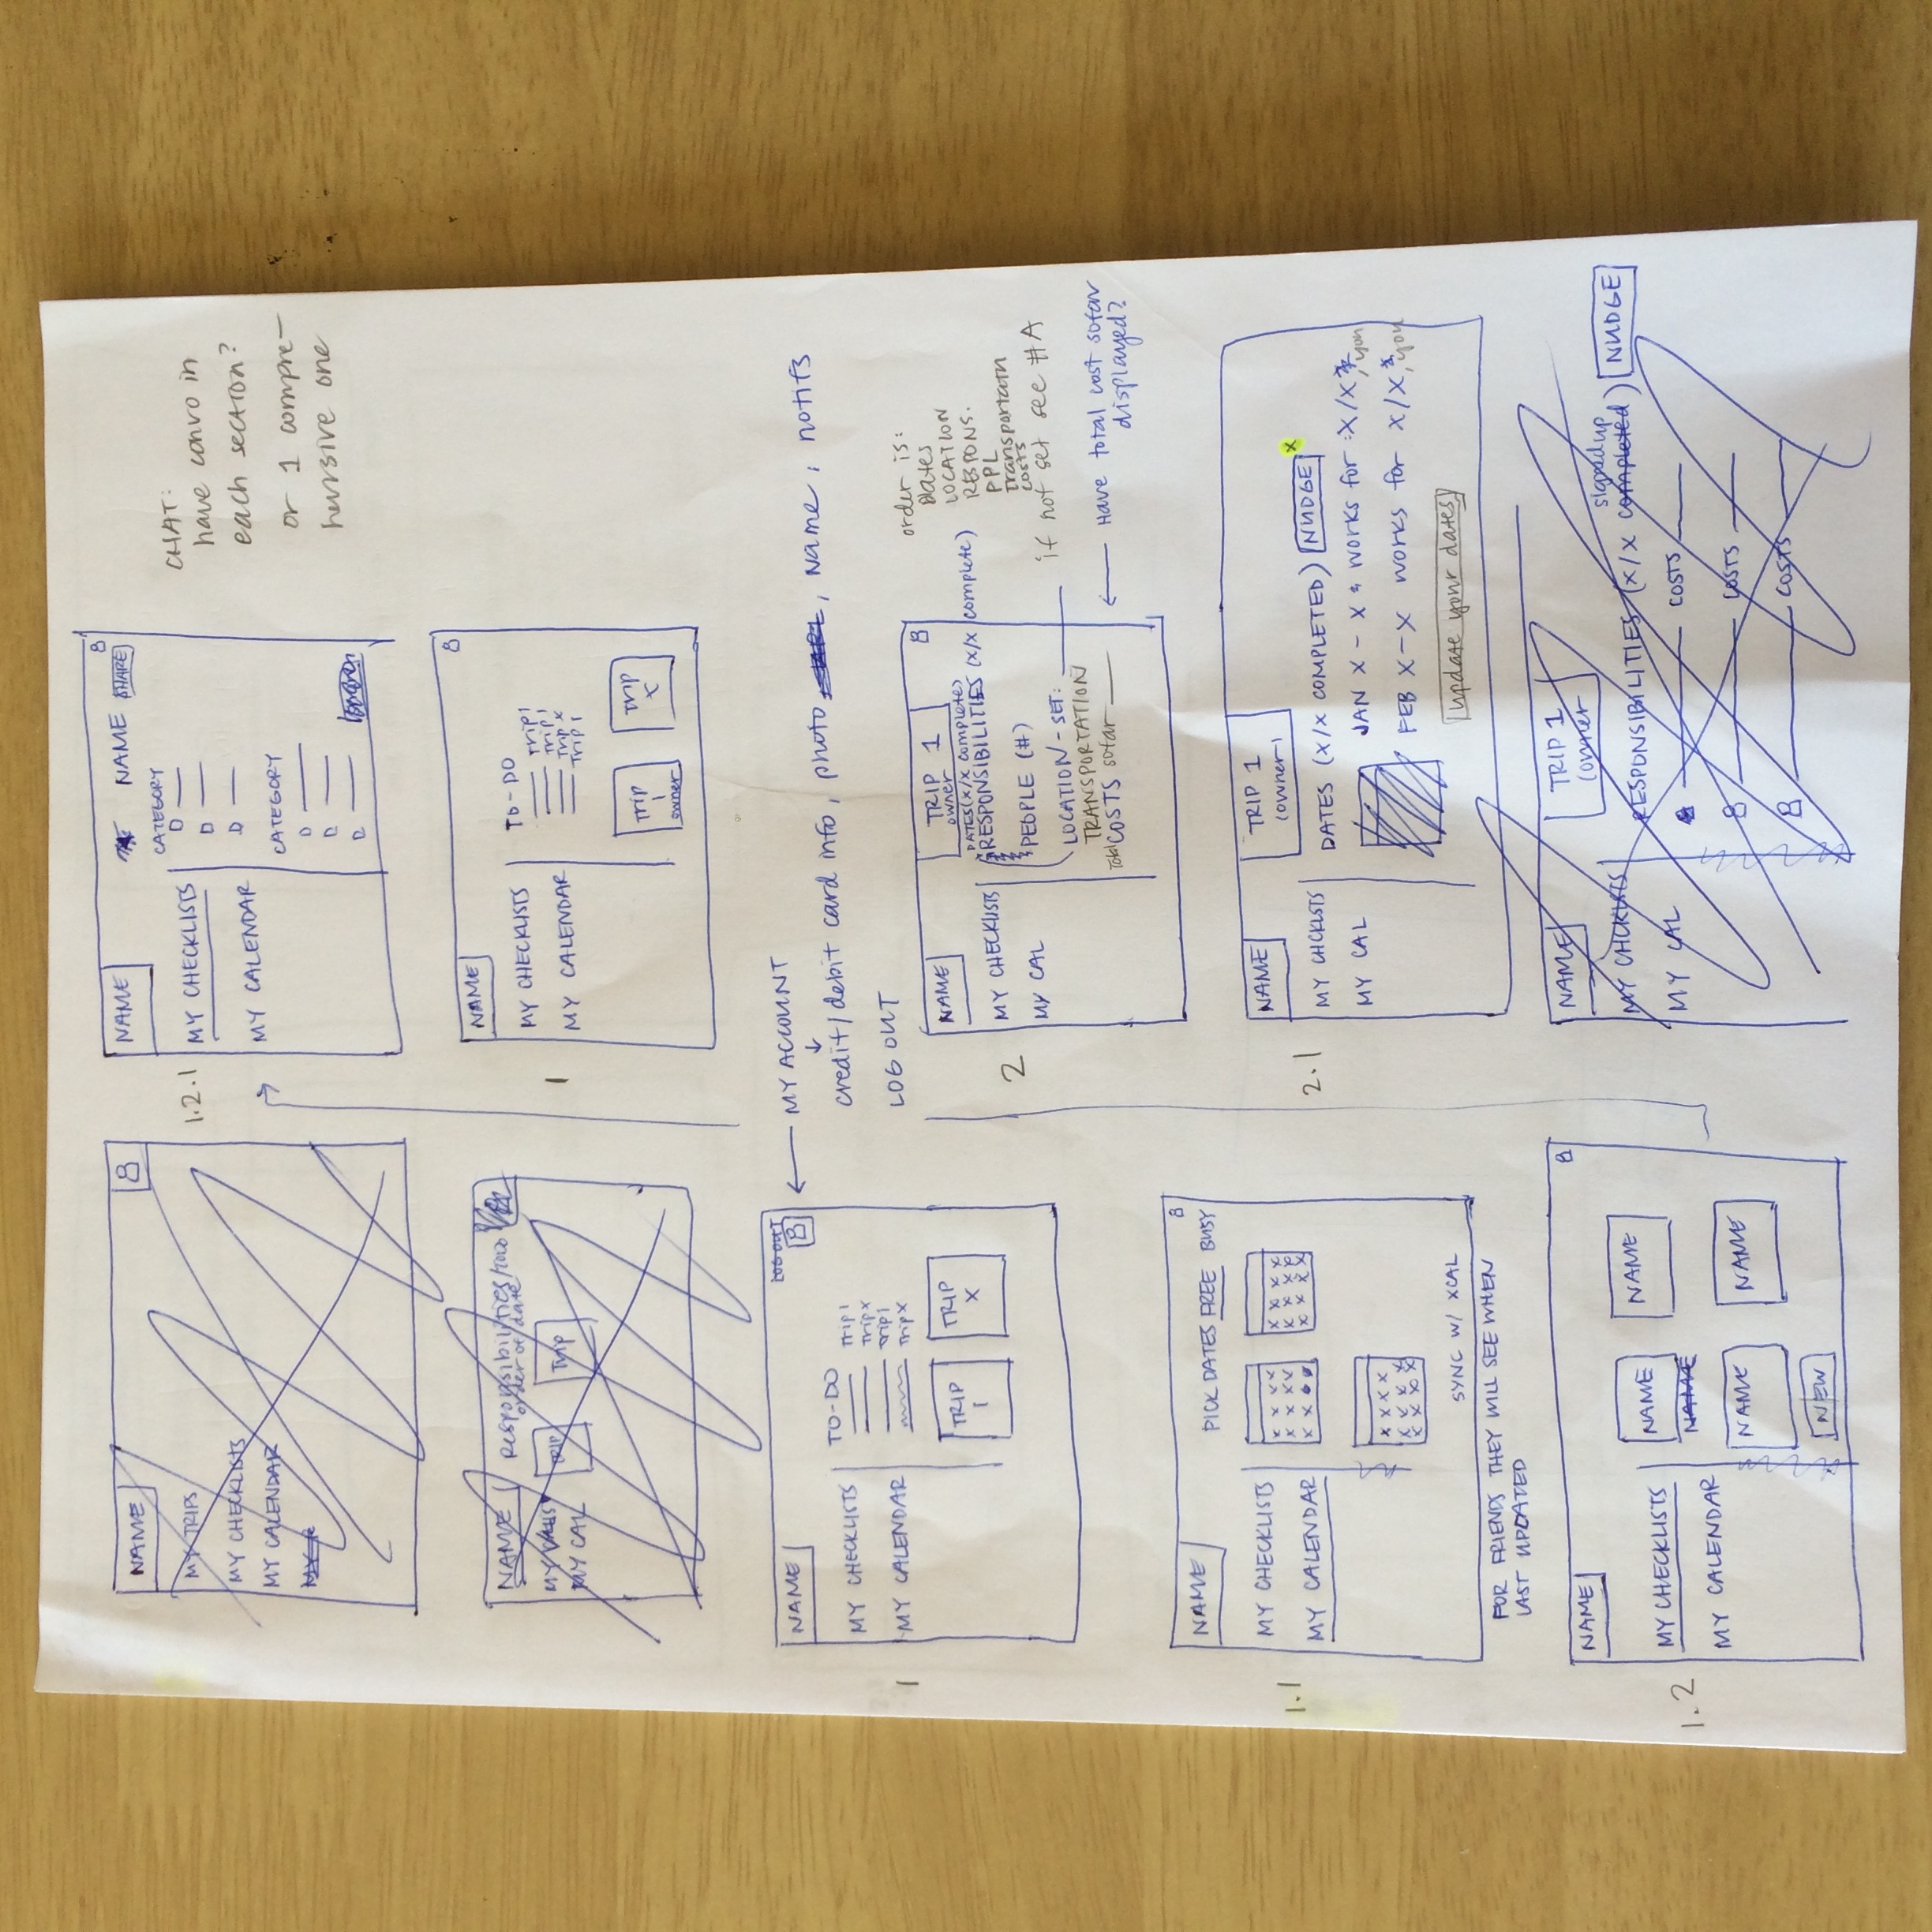 NAME
MY TRIPS
MY CHECKLISTS
MY CALENDAR
NAME
Responsibilities/TODO
order of date
MY
MY CAL
TRIP
Trip
1
NAME
LOG OUT
MY CHECKLISTS
MY CALENDAR
TO-DO
Trip 1
Trip x
Trip 1
Trip x
TRIP
1
TRIP
X
MY ACCOUNT
credit/debit card info, photo, Name, notifs
LOG OUT
1.1
NAME
PICK DATES FREE BUSY
MY CHECKLISTS
MY CALENDAR
x x x x
x x x x
x x
x x x x
x x x x
x x x x
x x x x
x x x x
x x x x
SYNC W/ XCAL
FOR FRIENDS THEY WILL SEE WHEN
LAST UPDATED
1.2
NAME
MY CHECKLISTS
MY CALENDAR
NAME
NAME
NAME
NAME
NAME
NEW
1.2.1
NAME
NAME SHARE
MY CHECKLISTS
MY CALENDAR
CATEGORY
CATEGORY
CHAT:
have convo in
each section?
or 1 compre-
hensive one
1
NAME
MY CHECKLISTS
MY CALENDAR
TO-DO
Trip 1
Trip 1
Trip x
Trip 1
Trip
1
owner
Trip
x
2
NAME
TRIP 1
owner
MY CHECKLISTS
MY CAL
DATES (x/x complete)
RESPONSIBILITIES (x/x complete)
PEOPLE (#)
LOCATION - SET:
TRANSPORTATION
Total COSTS sofar
order is:
Dates
LOCATION
RESPONS.
PPL
Transportatn
costs
if not set see #A
Have total cost sofar
displayed?
2.1
NAME
TRIP 1
(owner)
MY CHCKLSTS
MY CAL
DATES (X/X COMPLETED) NUDGE x
JAN X - X works for : X/X, you
FEB X-X works for X/X, you
update your dates
NAME
TRIP 1
(owner
MY CHCKLSTS
MY CAL
signed up
RESPONSIBILITIES (x/x completed) NUDGE
COSTS
COSTS
COSTS